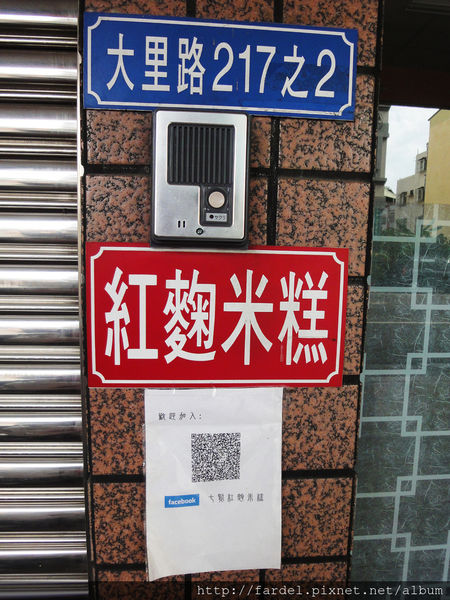 大里路217之2
紅麴米糕
歡迎加入:
facebook 大里紅麴米糕
http://fardel.pixnet.net/album